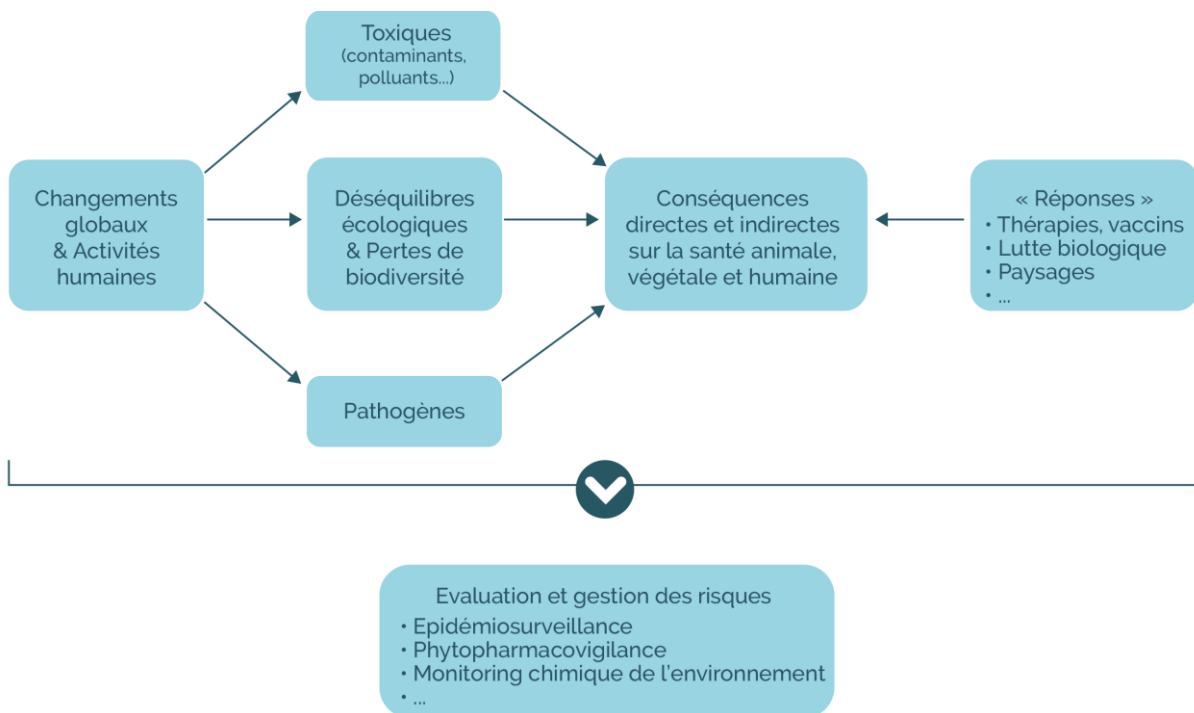 Toxiques
(contaminants,
polluants...)
Changements
globaux
& Activités
humaines
Déséquilibres
écologiques
& Pertes de
biodiversité
Conséquences
directes et indirectes
sur la santé animale,
végétale et humaine
« Réponses »
• Thérapies, vaccins
• Lutte biologique
• Paysages
• ...
Pathogènes
Evaluation et gestion des risques
• Epidémiosurveillance
• Phytopharmacovigilance
• Monitoring chimique de l'environnement
• ...